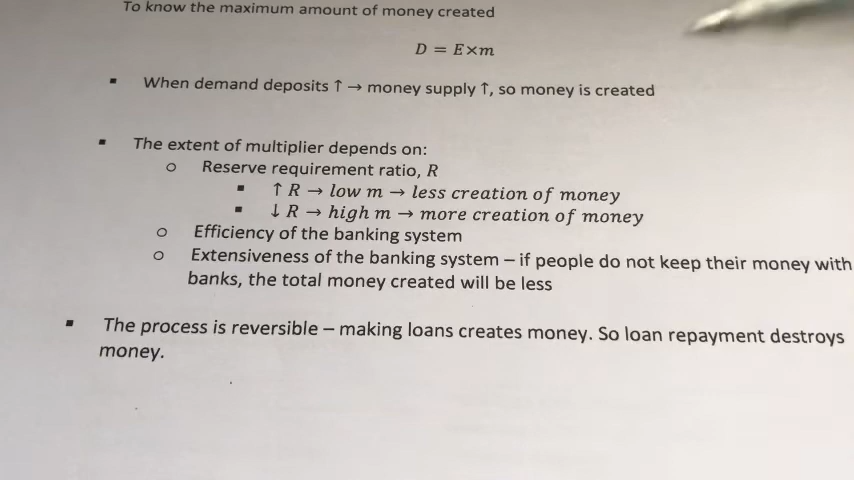 To know the maximum amount of money created
D = E×m
▪ When demand deposits ↑ → money supply ↑, so money is created
▪ The extent of multiplier depends on:
o Reserve requirement ratio, R
▪ ↑ R → low m → less creation of money
▪ ↓ R → high m → more creation of money
o Efficiency of the banking system
o Extensiveness of the banking system – if people do not keep their money with
banks, the total money created will be less
▪ The process is reversible – making loans creates money. So loan repayment destroys
money.